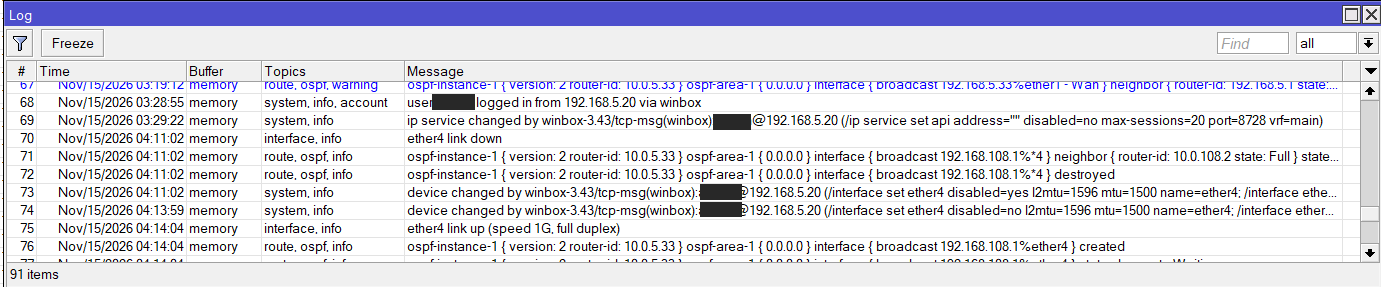 Log
Freeze Find all
# Time Buffer Topics Message
67 Nov/15/2026 03:19:12 memory route, ospf, warning ospf-instance-1 { version: 2 router-id: 10.0.5.33 } ospf-area-1 { 0.0.0.0 } interface { broadcast 192.168.5.33%ether1 - Wan } neighbor { router-id: 192.168.5.1 state:...
68 Nov/15/2026 03:28:55 memory system, info, account user logged in from 192.168.5.20 via winbox
69 Nov/15/2026 03:29:22 memory system, info ip service changed by winbox-3.43/tcp-msg(winbox) @192.168.5.20 (/ip service set api address="" disabled=no max-sessions=20 port=8728 vrf=main)
70 Nov/15/2026 04:11:02 memory interface, info ether4 link down
71 Nov/15/2026 04:11:02 memory route, ospf, info ospf-instance-1 { version: 2 router-id: 10.0.5.33 } ospf-area-1 { 0.0.0.0 } interface { broadcast 192.168.108.1%*4 } neighbor { router-id: 10.0.108.2 state: Full } state...
72 Nov/15/2026 04:11:02 memory route, ospf, info ospf-instance-1 { version: 2 router-id: 10.0.5.33 } ospf-area-1 { 0.0.0.0 } interface { broadcast 192.168.108.1%*4 } destroyed
73 Nov/15/2026 04:11:02 memory system, info device changed by winbox-3.43/tcp-msg(winbox): @192.168.5.20 (/interface set ether4 disabled=yes l2mtu=1596 mtu=1500 name=ether4; /interface ethe...
74 Nov/15/2026 04:13:59 memory system, info device changed by winbox-3.43/tcp-msg(winbox): @192.168.5.20 (/interface set ether4 disabled=no l2mtu=1596 mtu=1500 name=ether4; /interface ether...
75 Nov/15/2026 04:14:04 memory interface, info ether4 link up (speed 1G, full duplex)
76 Nov/15/2026 04:14:04 memory route, ospf, info ospf-instance-1 { version: 2 router-id: 10.0.5.33 } ospf-area-1 { 0.0.0.0 } interface { broadcast 192.168.108.1%ether4 } created
91 items